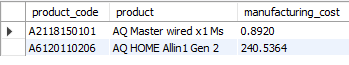 product_code product manufacturing_cost
A2118150101 AQ Master wired x1 Ms 0.8920
A6120110206 AQ HOME Allin1 Gen 2 240.5364